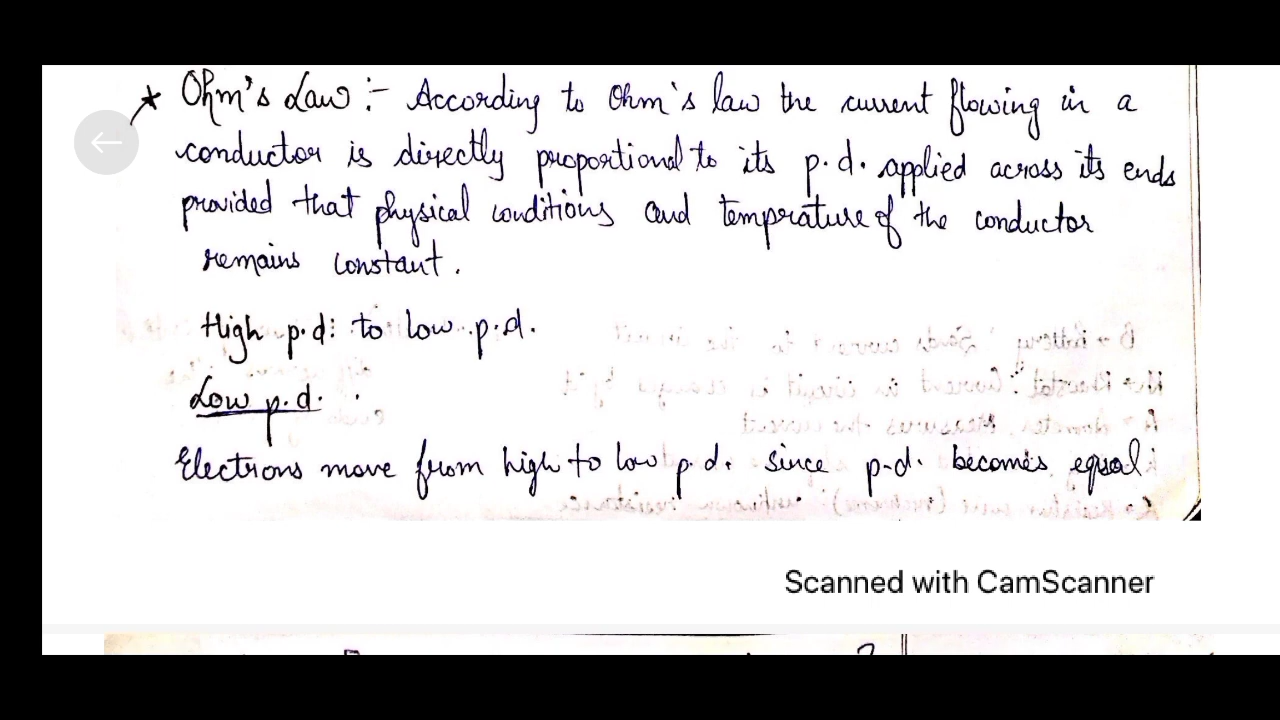 * Ohm's Law :- According to Ohm's law the current flowing in a
conductor is directly proportional to its p.d. applied across its ends
provided that physical conditions and temprature of the conductor
remains constant.
High p.d: to low p.d.
Low p.d.
Electrons move from high to low p.d. since p.d. becomes equal
Scanned with CamScanner